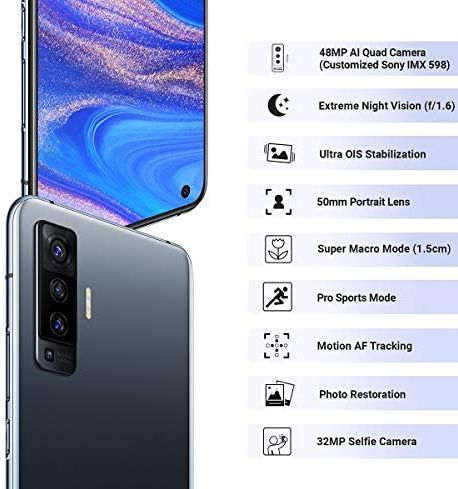 48MP AI Quad Camera
(Customized Sony IMX 598)
Extreme Night Vision (f/1.6)
Ultra OIS Stabilization
50mm Portrait Lens
Super Macro Mode (1.5cm)
Pro Sports Mode
Motion AF Tracking
Photo Restoration
32MP Selfie Camera